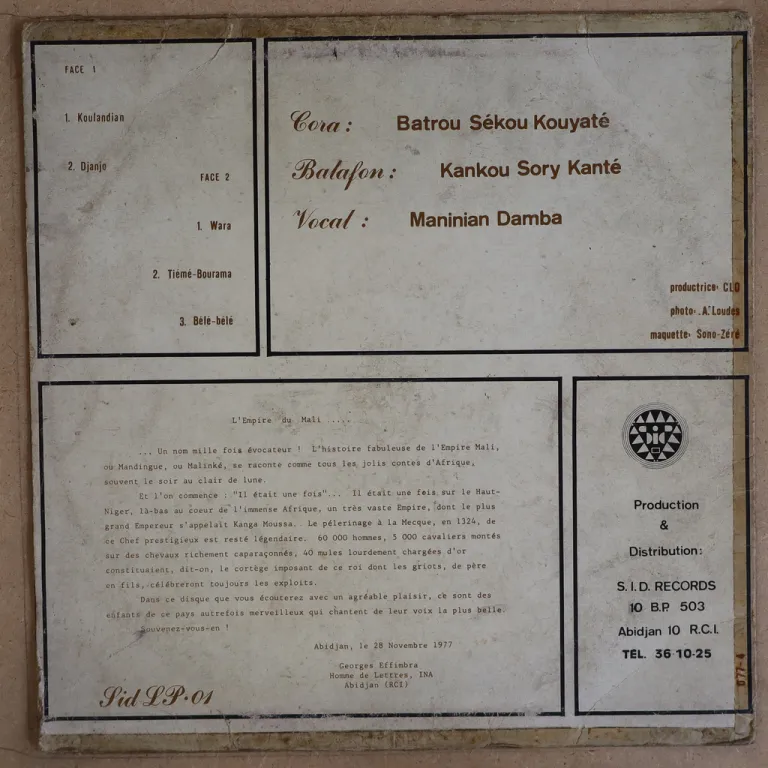 FACE 1
1. Koulandian
2. Djanjo
FACE 2
1. Wara
2. Tiémé-Bourama
3. Bélé-bélé
Cora : Batrou Sékou Kouyaté
Balafon : Kankou Sory Kanté
Vocal : Maninian Damba
productrice: CLO
photo: A. Loudes
maquette: Sono-Zéré
L'Empire du Mali .....
... Un nom mille fois évocateur ! L'histoire fabuleuse de l'Empire Mali,
ou Mandingue, ou Malinké, se raconte comme tous les jolis contes d'Afrique,
souvent le soir au clair de lune.
Et l'on commence : "Il était une fois"... Il était une fois sur le Haut-
Niger, là-bas au coeur de l'immense Afrique, un très vaste Empire, dont le plus
grand Empereur s'appelait Kanga Moussa. Le pélerinage à la Mecque, en 1324, de
ce Chef prestigieux est resté légendaire. 60 000 hommes, 3 000 cavaliers montés
sur des chevaux richement caparaçonnés, 40 mules lourdement chargées d'or
constituaient, dit-on, le cortège imposant de ce roi dont les griots, de père
en fils, célébreront toujours les exploits.
Dans ce disque que vous écouterez avec un agréable plaisir, ce sont des
enfants de ce pays autrefois merveilleux qui chantent de leur voix la plus belle.
Souvenez-vous-en !
Abidjan, le 28 Novembre 1977
Georges Effimbra
Homme de Lettres, INA
Abidjan (RCI)
Sid LP·01
Production
&
Distribution:
S.I.D. RECORDS
10 B.P. 503
Abidjan 10 R.C.I.
TEL. 36-10-25
077-4